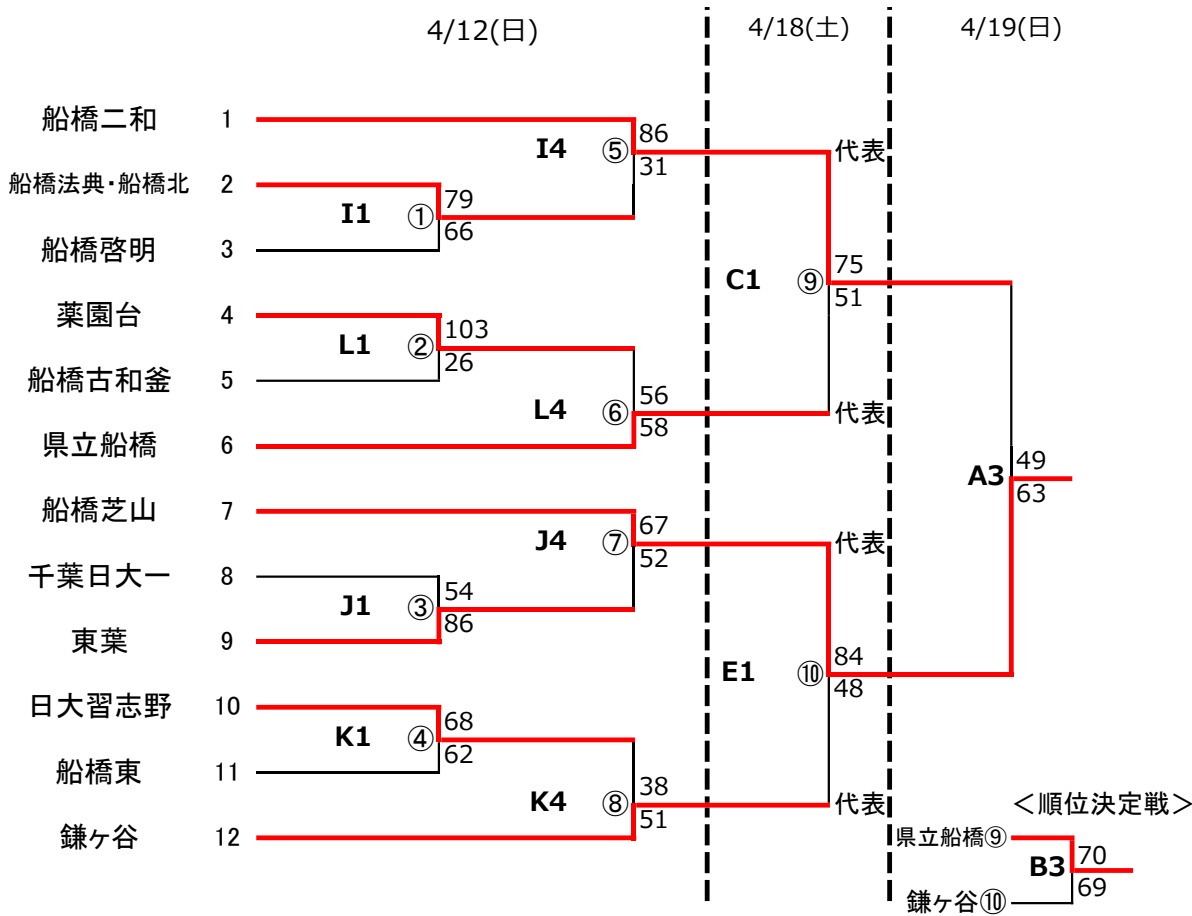 4/12(日) 4/18(土) 4/19(日)
船橋二和 1
86
I4 ⑤ 代表
31
船橋法典・船橋北 2
79
I1 ①
66
船橋啓明 3
75
C1 ⑨
51
薬園台 4
103
L1 ②
26
船橋古和釜 5
56
L4 ⑥ 代表
58
県立船橋 6
49
A3
63
船橋芝山 7
67
J4 ⑦ 代表
52
千葉日大一 8
54
J1 ③
86
東葉 9
84
E1 ⑩
48
日大習志野 10
68
K1 ④
62
船橋東 11
38
K4 ⑧ 代表
51
鎌ヶ谷 12
＜順位決定戦＞
県立船橋⑨
70
B3
69
鎌ヶ谷⑩